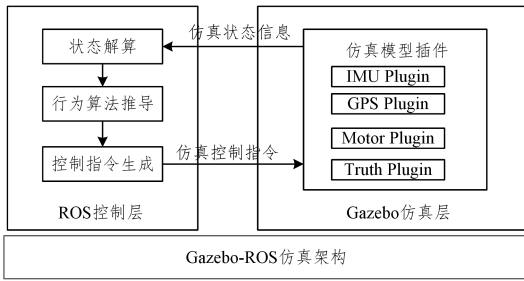 状态解算
行为算法推导
控制指令生成
ROS控制层
仿真状态信息
仿真控制指令
仿真模型插件
IMU Plugin
GPS Plugin
Motor Plugin
Truth Plugin
Gazebo仿真层
Gazebo-ROS仿真架构